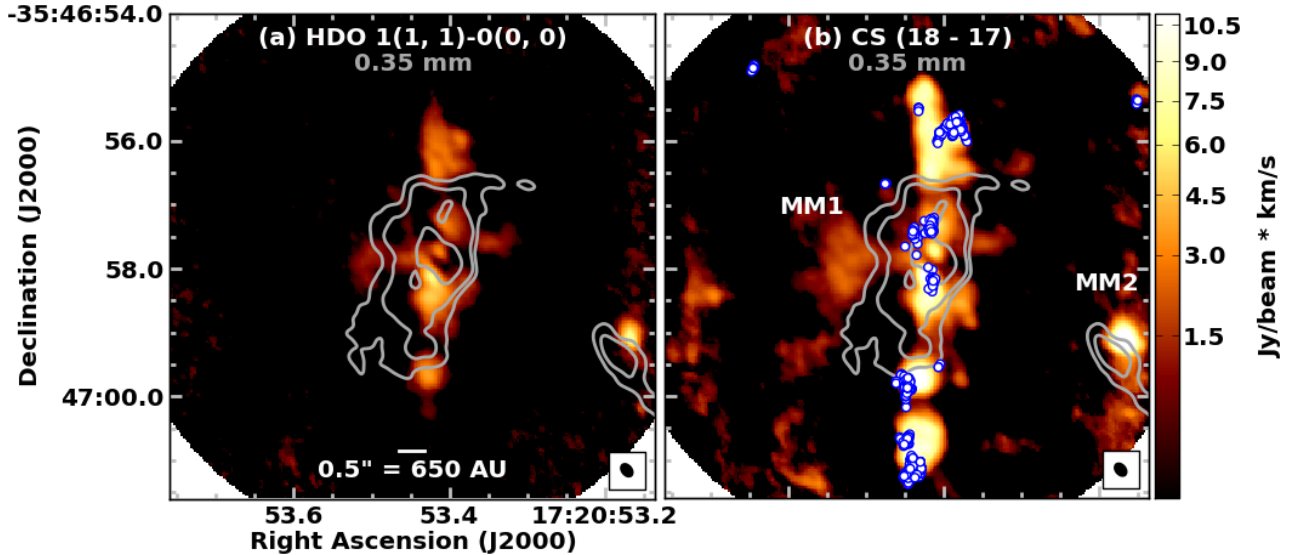 -35:46:54.0
(a) HDO 1(1, 1)-0(0, 0)
0.35 mm
56.0
58.0
47:00.0
Declination (J2000)
0.5" = 650 AU
53.6
53.4
17:20:53.2
Right Ascension (J2000)
(b) CS (18 - 17)
0.35 mm
MM1
MM2
10.5
9.0
7.5
6.0
4.5
3.0
1.5
Jy/beam * km/s